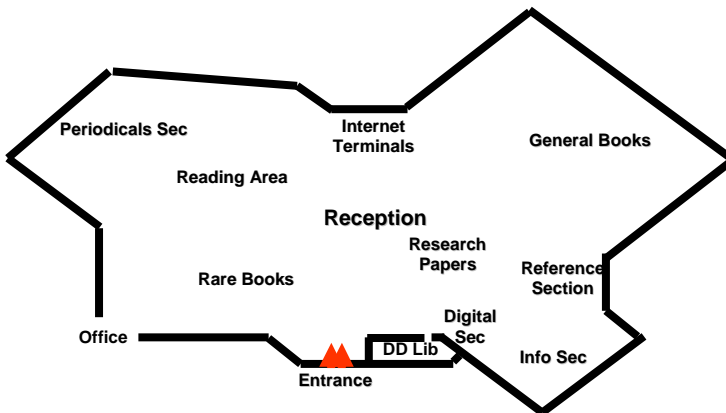 Periodicals Sec
Internet
Terminals
General Books
Reading Area
Reception
Research
Papers
Rare Books
Reference
Section
Digital
Sec
Office
DD Lib
Info Sec
Entrance